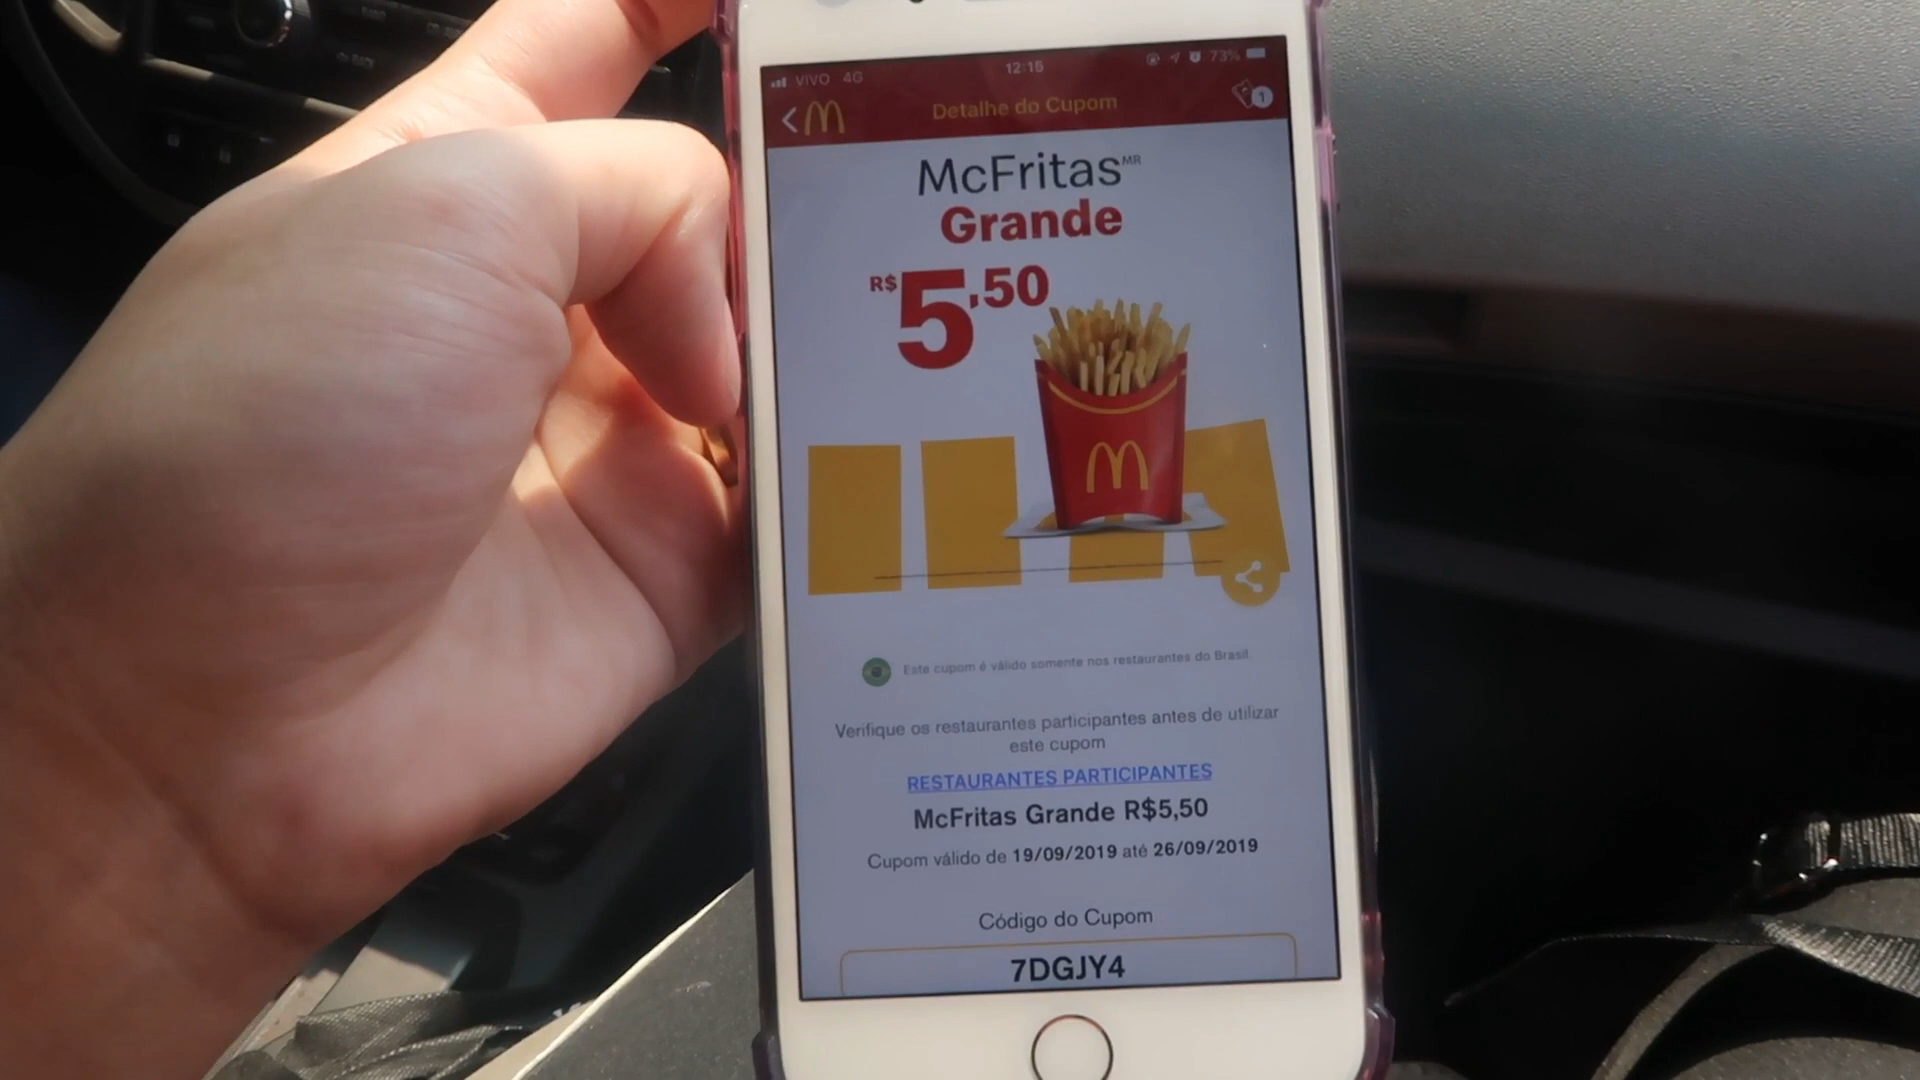 VIVO 4G 12:15 73%
Detalhe do Cupom 1
McFritas MR
Grande
R$ 5,50
Este cupom é válido somente nos restaurantes do Brasil.
Verifique os restaurantes participantes antes de utilizar
este cupom
RESTAURANTES PARTICIPANTES
McFritas Grande R$5,50
Cupom válido de 19/09/2019 até 26/09/2019
Código do Cupom
7DGJY4